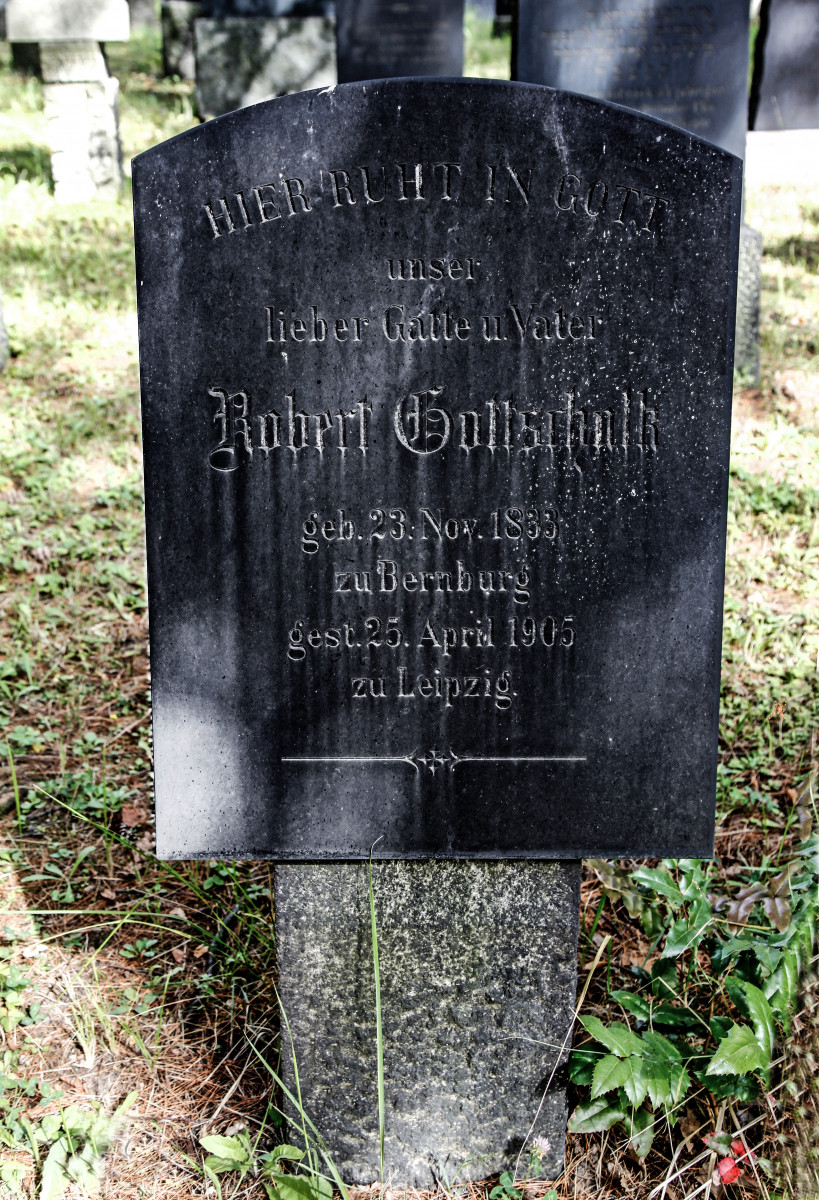 HIER RUHT IN GOTT
unser
lieber Gatte u. Vater
Robert Gottschalk
geb. 23. Nov. 1833
zu Bernburg
gest. 25. April 1905
zu Leipzig.